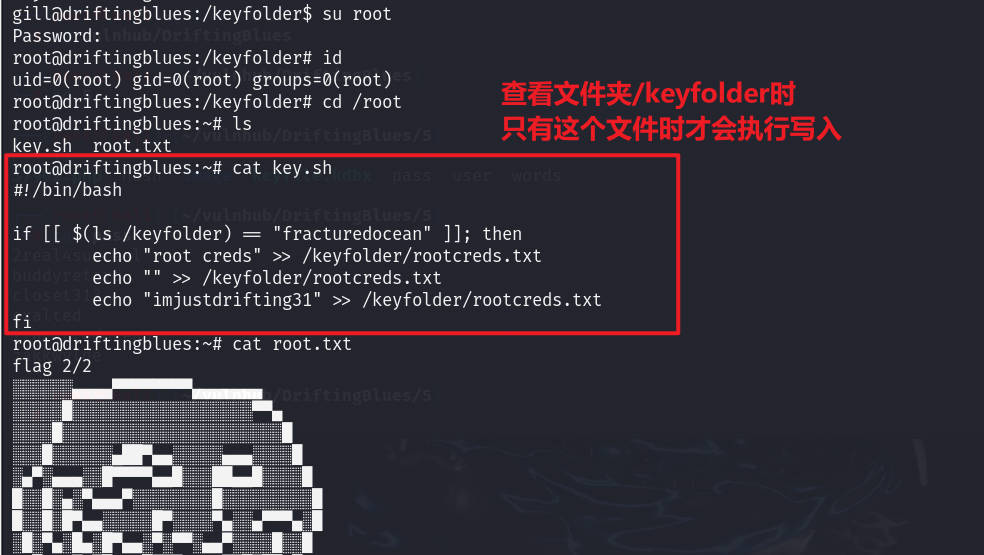 gill@driftingblues:/keyfolder$ su root
Password:
root@driftingblues:/keyfolder# id
uid=0(root) gid=0(root) groups=0(root)
root@driftingblues:/keyfolder# cd /root
root@driftingblues:~# ls
key.sh  root.txt
查看文件夹/keyfolder时
只有这个文件时才会执行写入
root@driftingblues:~# cat key.sh
#!/bin/bash
if [[ $(ls /keyfolder) == "fracturedocean" ]]; then
        echo "root creds" >> /keyfolder/rootcreds.txt
        echo "" >> /keyfolder/rootcreds.txt
        echo "imjustdrifting31" >> /keyfolder/rootcreds.txt
fi
root@driftingblues:~# cat root.txt
flag 2/2